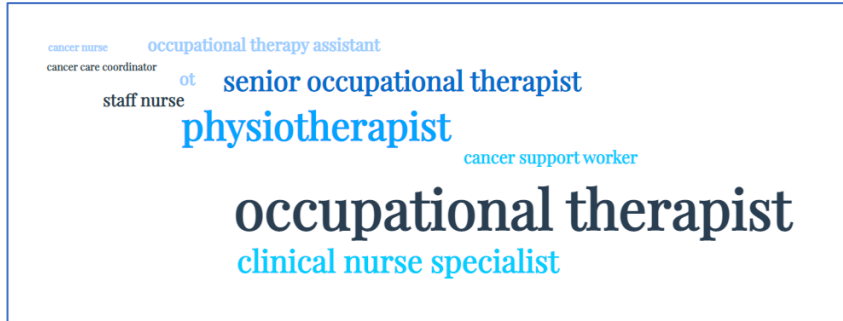 cancer nurse
occupational therapy assistant
cancer care coordinator
ot
senior occupational therapist
staff nurse
physiotherapist
cancer support worker
occupational therapist
clinical nurse specialist